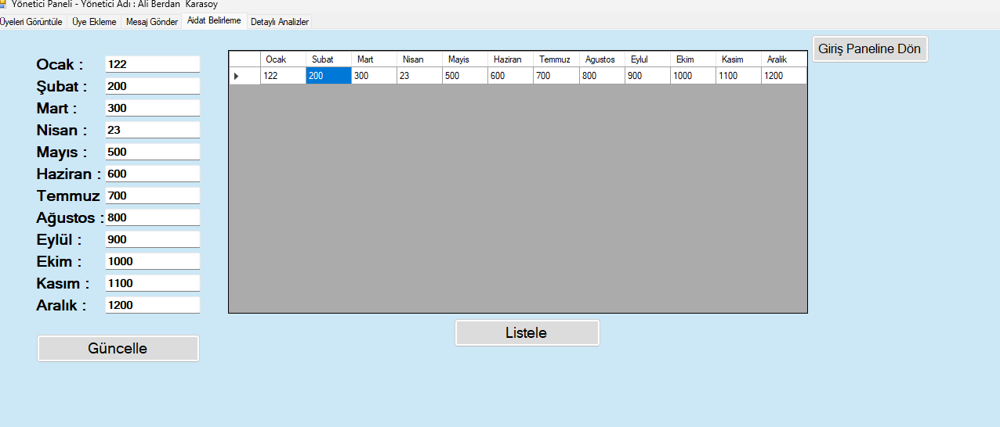 Yönetici Paneli - Yönetici Adı : Ali Berdan  Karasoy
Üyeleri Görüntüle Üye Ekleme Mesaj Gönder Aidat Belirleme Detaylı Analizler
Giriş Paneline Dön
Ocak : 122
Şubat : 200
Mart : 300
Nisan : 23
Mayıs : 500
Haziran : 600
Temmuz 700
Ağustos : 800
Eylül : 900
Ekim : 1000
Kasım : 1100
Aralık : 1200
Güncelle
Ocak Subat Mart Nisan Mayis Haziran Temmuz Agustos Eylul Ekim Kasim Aralik
122 200 300 23 500 600 700 800 900 1000 1100 1200
Listele